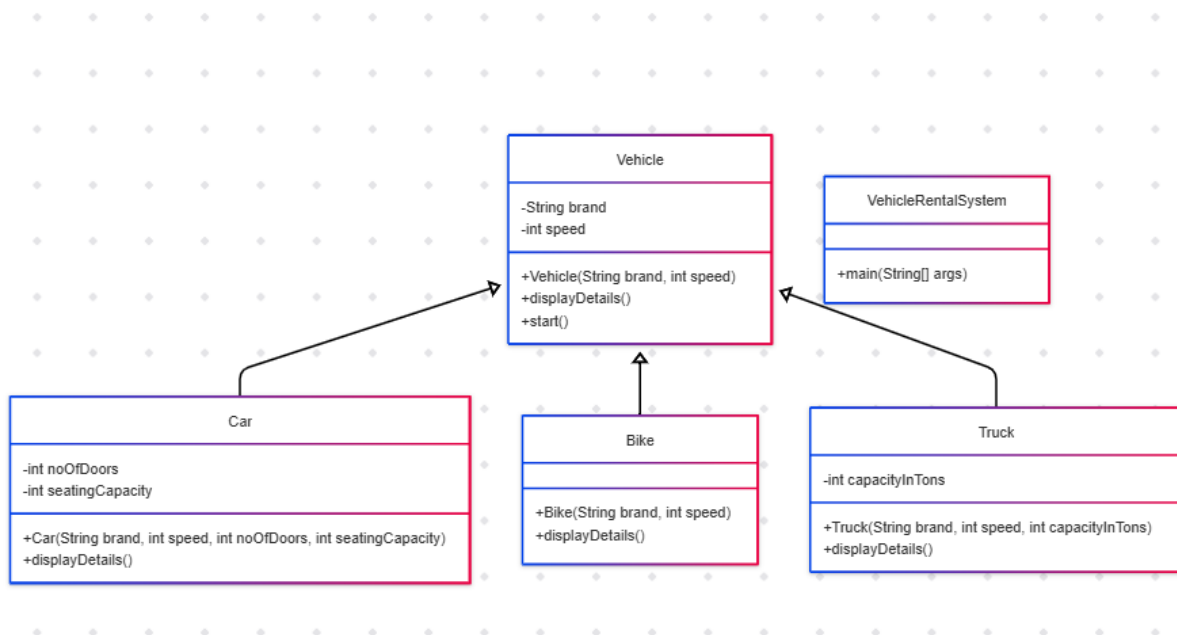 Vehicle
-String brand
-int speed
+Vehicle(String brand, int speed)
+displayDetails()
+start()
VehicleRentalSystem
+main(String[] args)
Car
-int noOfDoors
-int seatingCapacity
+Car(String brand, int speed, int noOfDoors, int seatingCapacity)
+displayDetails()
Bike
+Bike(String brand, int speed)
+displayDetails()
Truck
-int capacityInTons
+Truck(String brand, int speed, int capacityInTons)
+displayDetails()